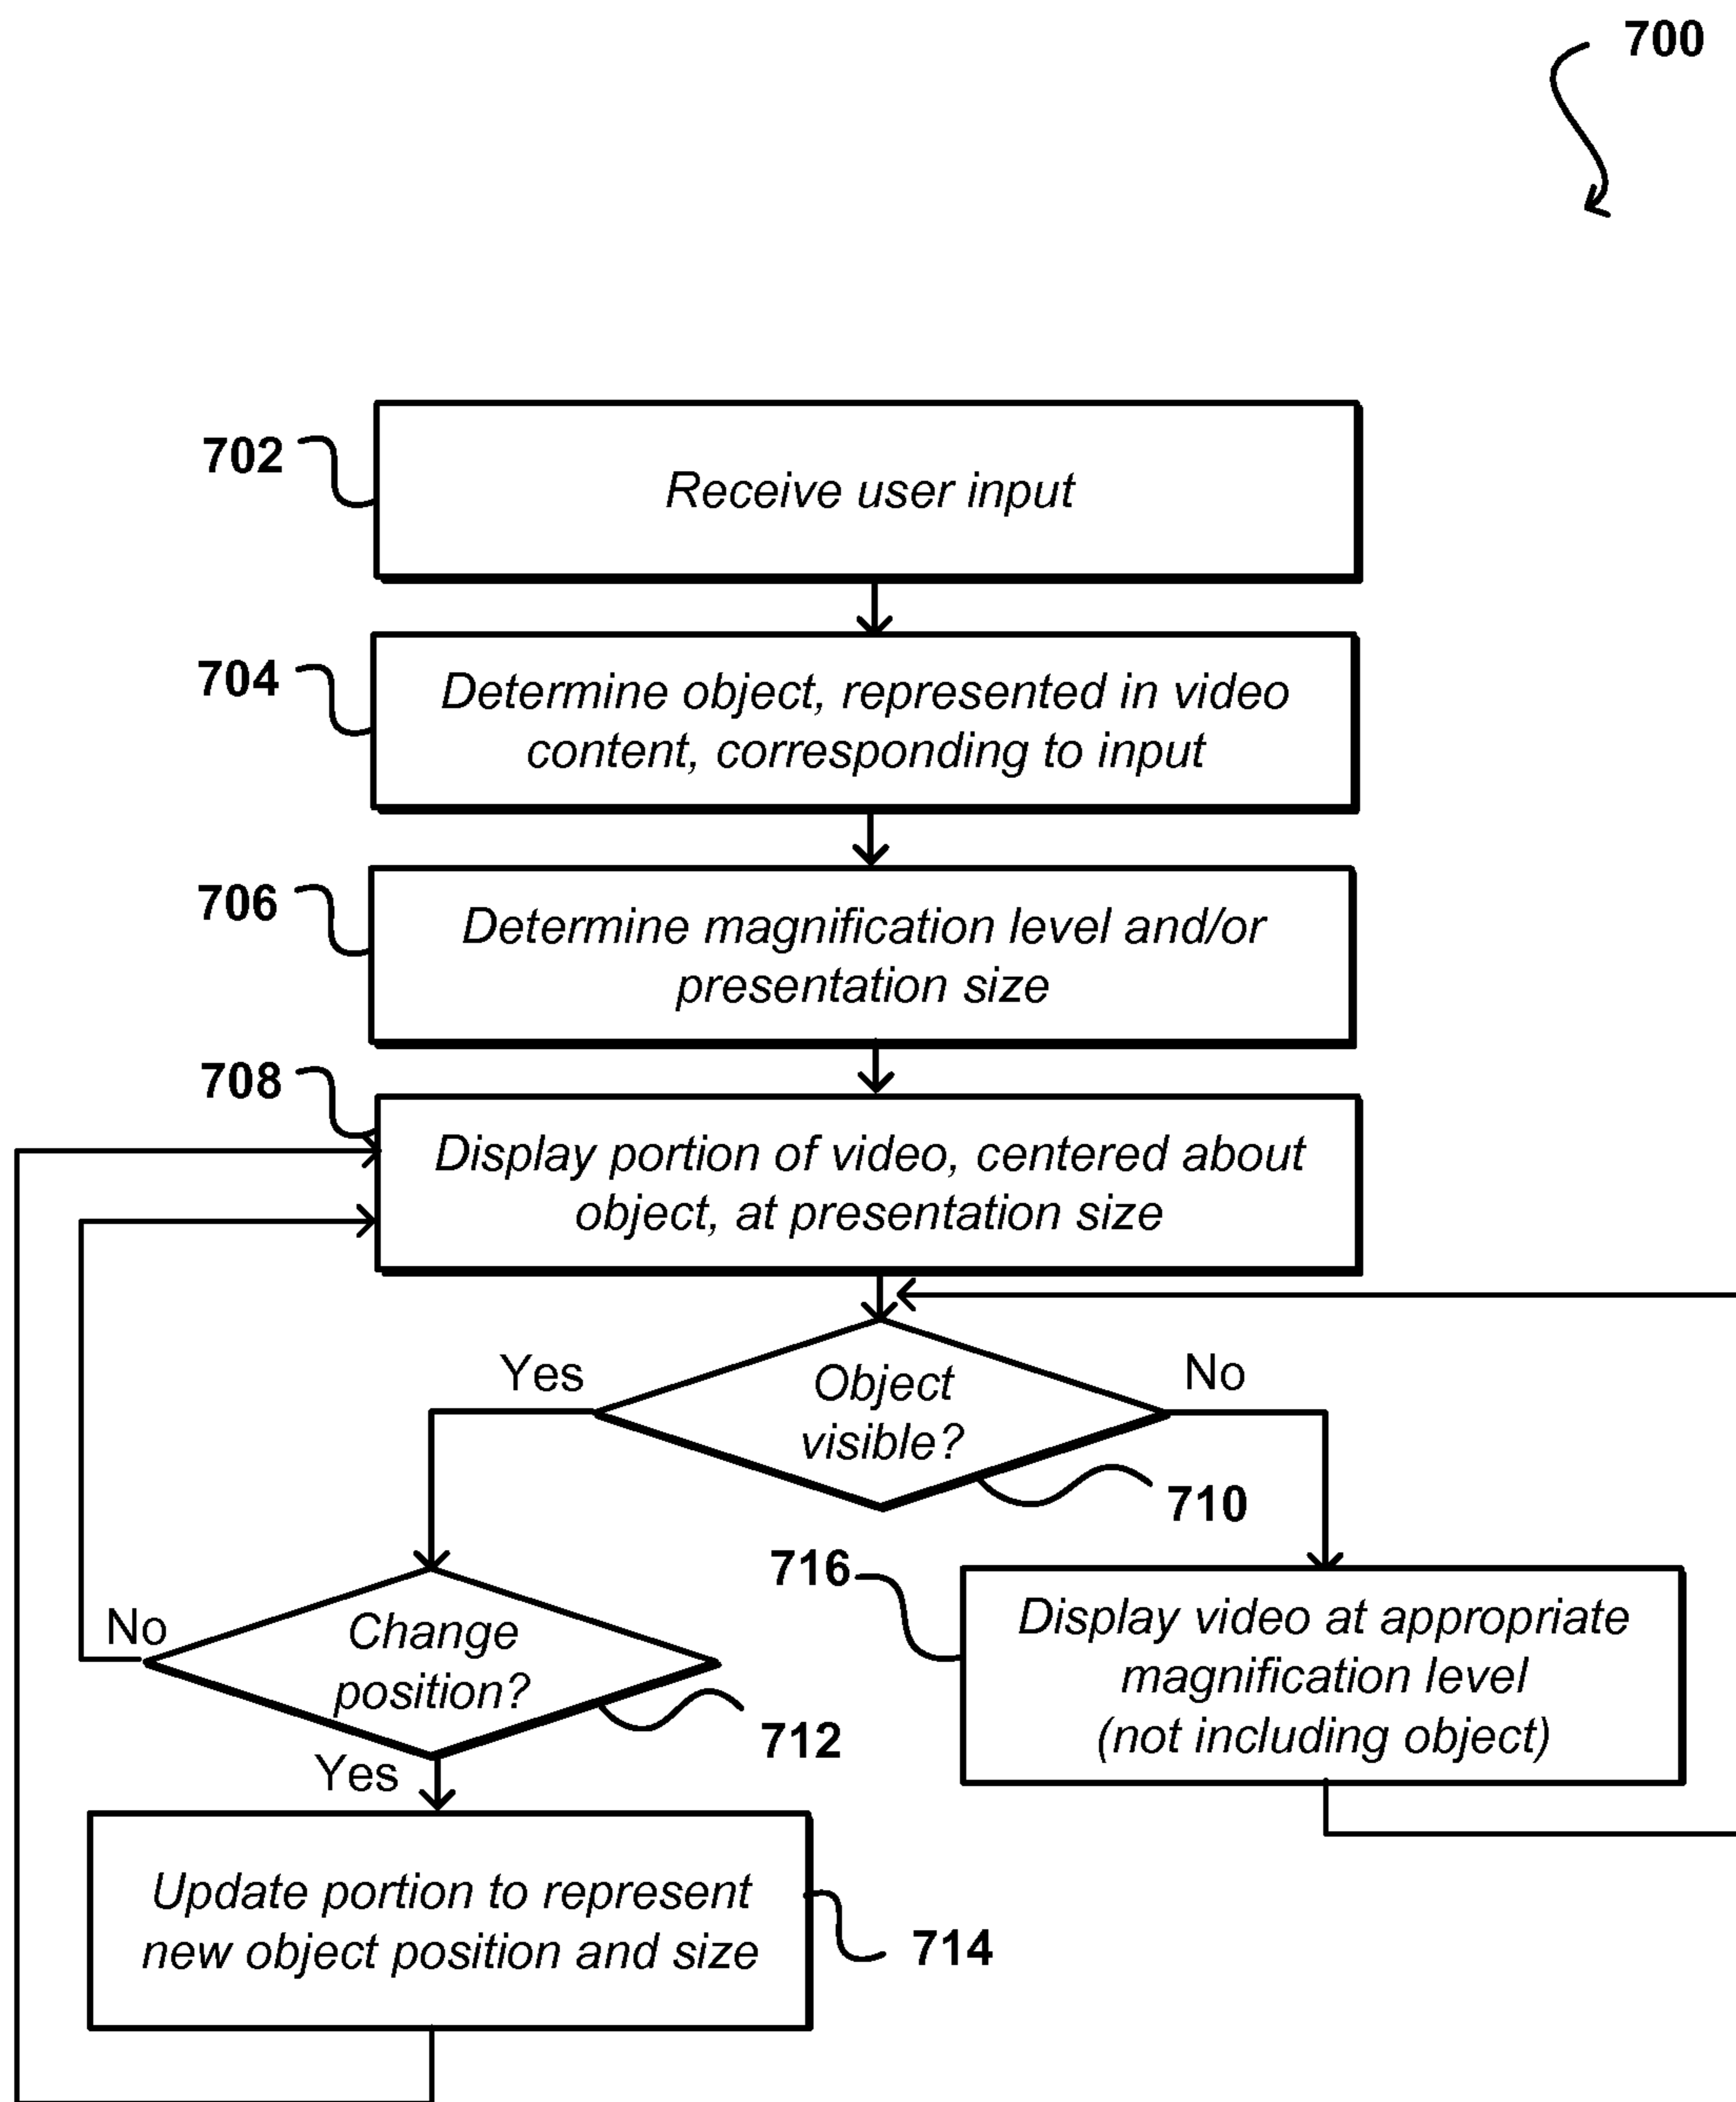 700
702
Receive user input
704
Determine object, represented in video
content, corresponding to input
706
Determine magnification level and/or
presentation size
708
Display portion of video, centered about
object, at presentation size
Yes
Object
visible?
No
710
716
Display video at appropriate
magnification level
(not including object)
No
Change
position?
712
Yes
Update portion to represent
new object position and size
714